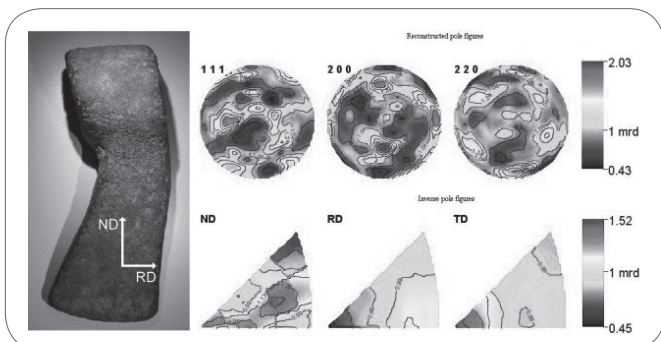 Reconstructed pole figures
111
200
220
2.03
1 mrd
0.43
Inverse pole figures
ND
RD
TD
1.52
1 mrd
0.45
ND
RD